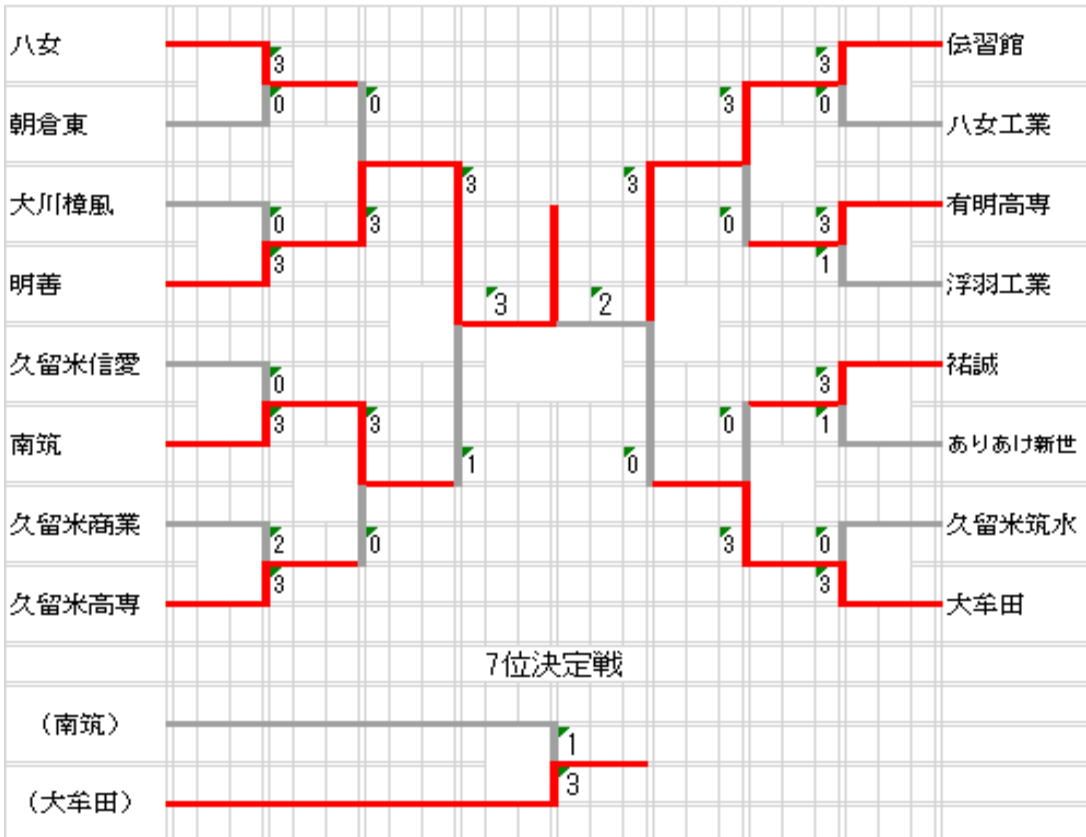 八女
伝習館
3
3
0
0
3
0
朝倉東
八女工業
3
3
大川樟風
有明高専
0
3
0
3
3
1
明善
浮羽工業
3
2
久留米信愛
祐誠
0
3
3
3
0
1
南筑
ありあけ新世
1
0
久留米商業
久留米筑水
2
0
3
0
3
3
久留米高専
大牟田
7位決定戦
（南筑）
1
3
（大牟田）